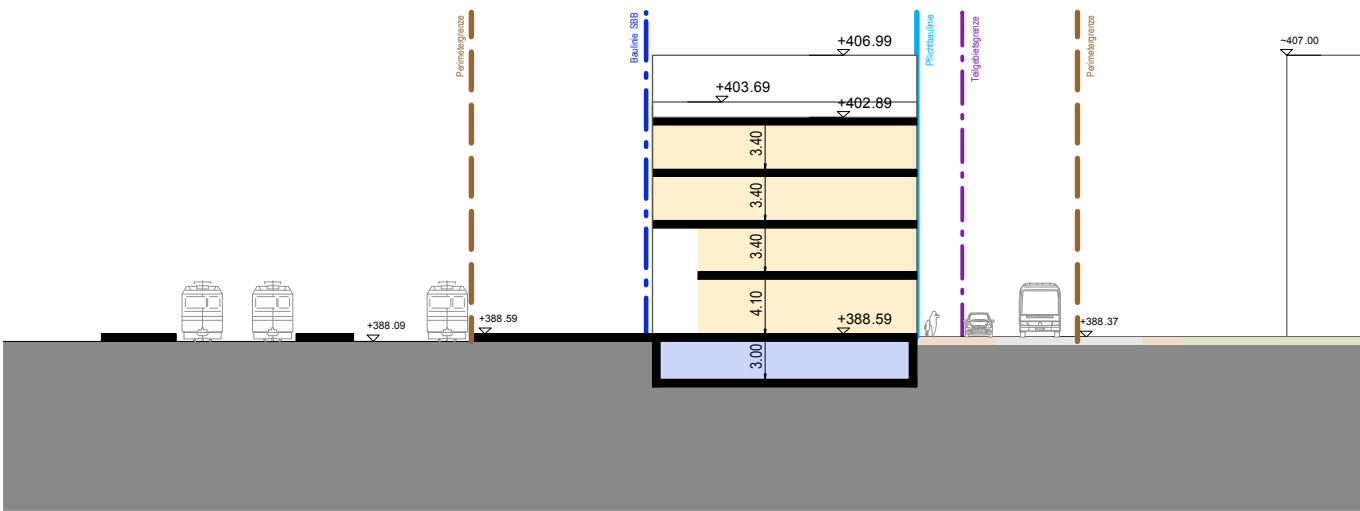 Perimetergrenze
Baulinie SBB
Pflichtbaulinie
Teilgebietsgrenze
Perimetergrenze
+406.99
~407.00
+403.69
+402.89
3.40
3.40
3.40
4.10
+388.09
+388.59
+388.59
+388.37
3.00